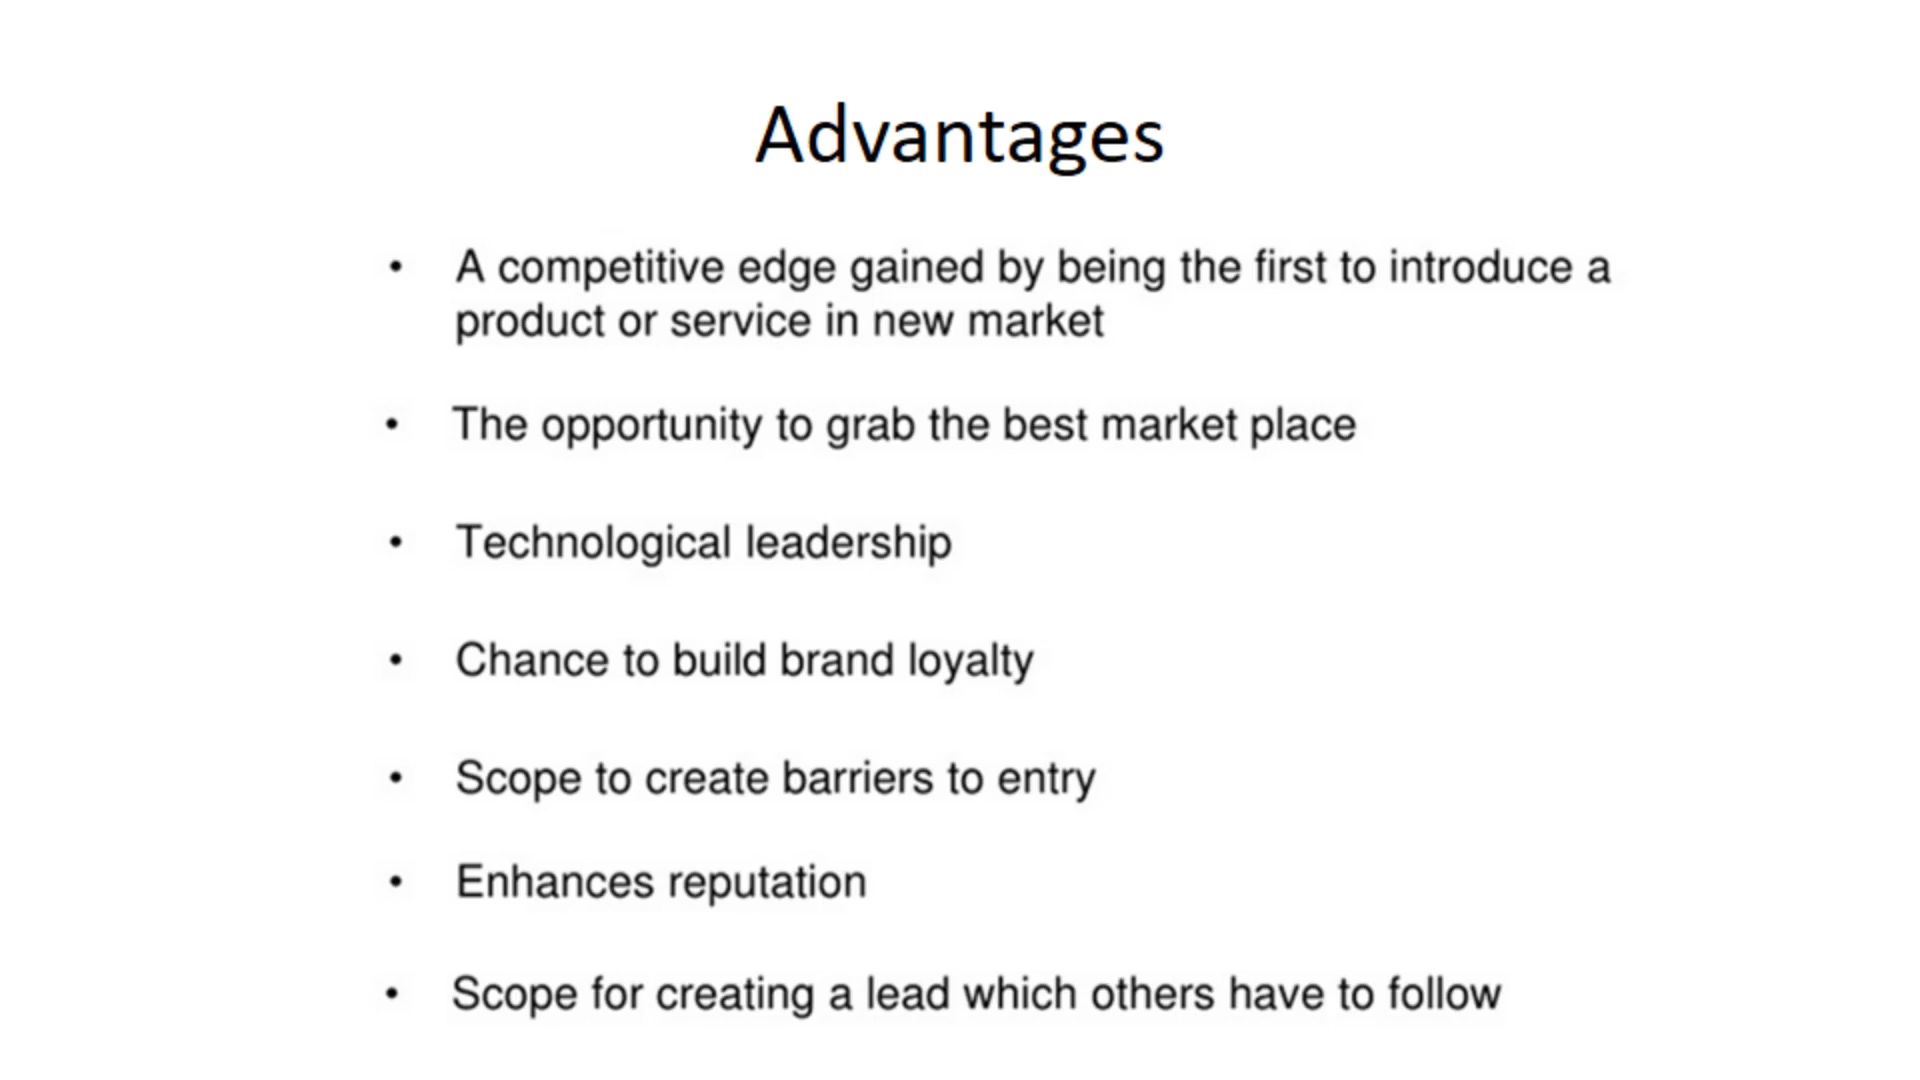 Advantages
• A competitive edge gained by being the first to introduce a
product or service in new market
• The opportunity to grab the best market place
• Technological leadership
• Chance to build brand loyalty
• Scope to create barriers to entry
• Enhances reputation
• Scope for creating a lead which others have to follow